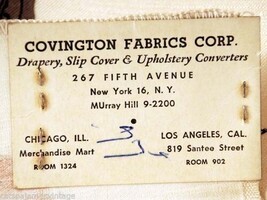 COVINGTON FABRICS CORP.
Drapery, Slip Cover & Upholstery Converters
267 FIFTH AVENUE
New York 16, N. Y.
MUrray Hill 9-2200
CHICAGO, ILL.
Merchandise Mart
ROOM 1324
LOS ANGELES, CAL.
819 Santee Street
ROOM 902